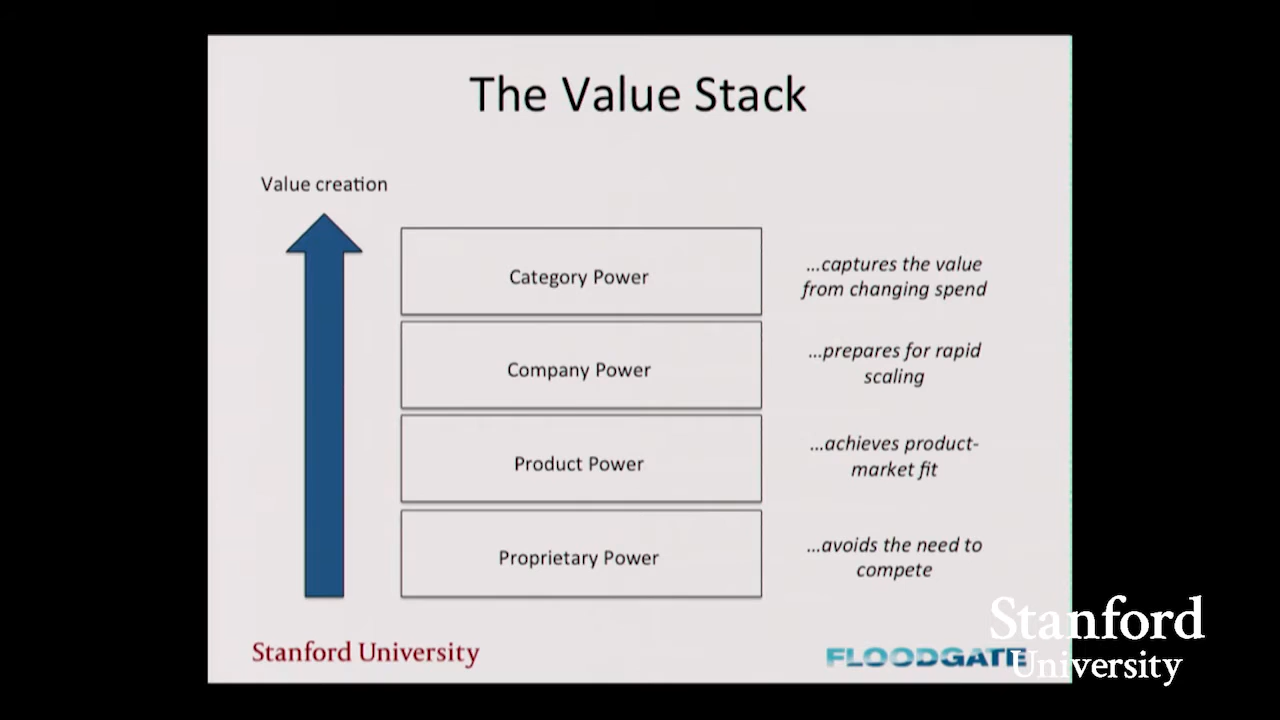 The Value Stack
Value creation
Category Power
…captures the value
from changing spend
Company Power
…prepares for rapid
scaling
Product Power
…achieves product-
market fit
Proprietary Power
…avoids the need to
compete
Stanford University
FLOODGATE
Stanford
University